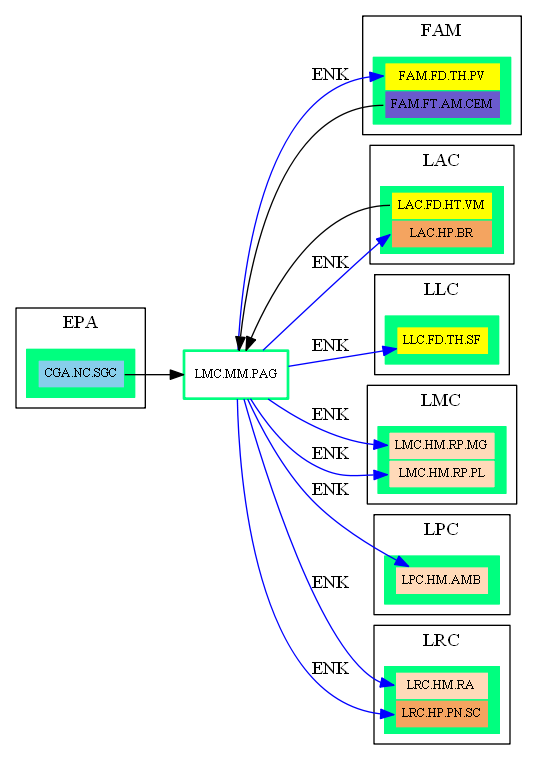 FAM
ENK
FAM.FD.TH.PV
FAM.FT.AM.CEM
LAC
LAC.FD.HT.VM
LAC.HP.BR
ENK
LLC
EPA
ENK
LLC.FD.TH.SF
CGA.NC.SGC
LMC.MM.PAG
LMC
ENK
LMC.HM.RP.MG
ENK
LMC.HM.RP.PL
ENK
LPC
LPC.HM.AMB
ENK
LRC
ENK
LRC.HM.RA
LRC.HP.PN.SC